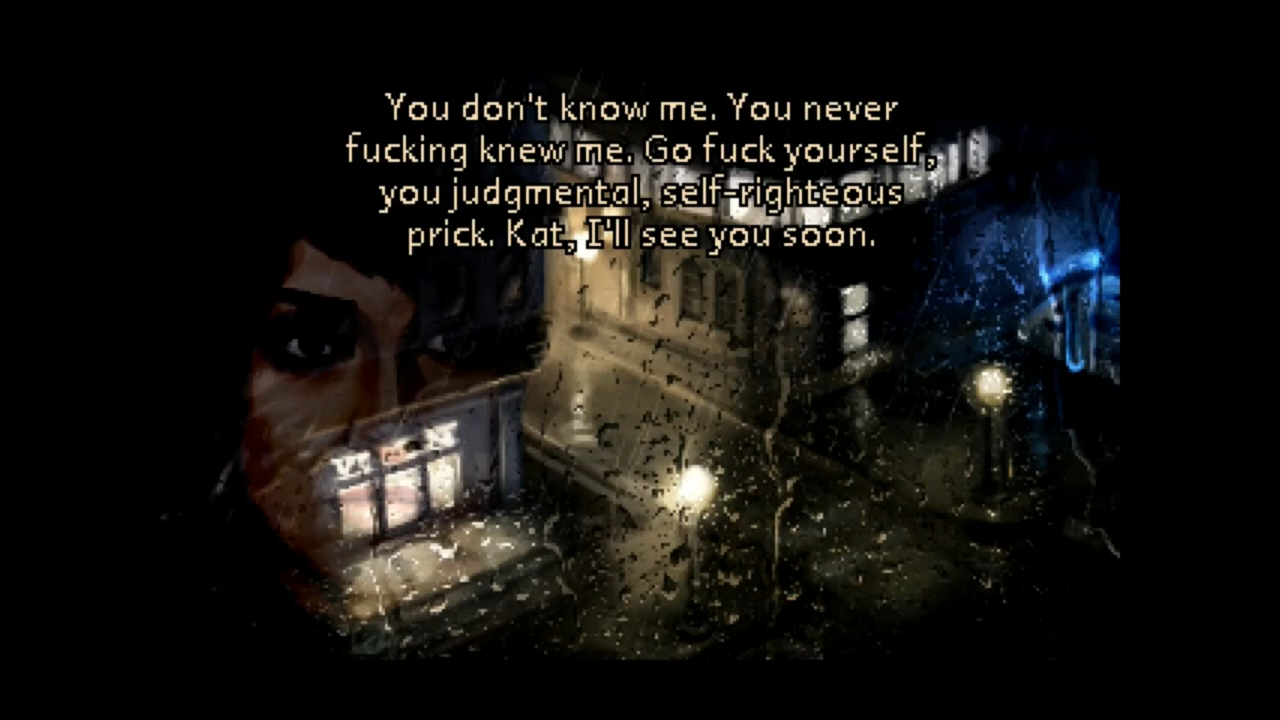 You don't know me. You never
fucking knew me. Go fuck yourself,
you judgmental, self-righteous
prick. Kat, I'll see you soon.